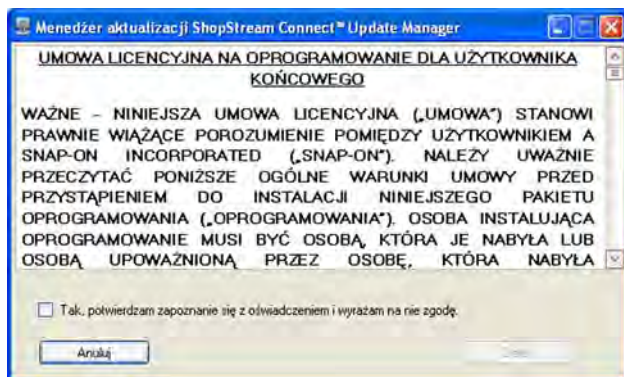 Menedżer aktualizacji ShopStream Connect™ Update Manager
UMOWA LICENCYJNA NA OPROGRAMOWANIE DLA UŻYTKOWNIKA
KOŃCOWEGO
WAŻNE – NINIEJSZA UMOWA LICENCYJNA („UMOWA”) STANOWI
PRAWNIE WIĄŻĄCE POROZUMIENIE POMIĘDZY UŻYTKOWNIKIEM A
SNAP-ON INCORPORATED („SNAP-ON”). NALEŻY UWAŻNIE
PRZECZYTAĆ PONIŻSZE OGÓLNE WARUNKI UMOWY PRZED
PRZYSTĄPIENIEM DO INSTALACJI NINIEJSZEGO PAKIETU
OPROGRAMOWANIA („OPROGRAMOWANIA”). OSOBA INSTALUJĄCA
OPROGRAMOWANIE MUSI BYĆ OSOBĄ, KTÓRA JE NABYŁA LUB
OSOBĄ UPOWAŻNIONĄ PRZEZ OSOBĘ, KTÓRA NABYŁA
Tak, potwierdzam zapoznanie się z oświadczeniem i wyrażam na nie zgodę.
Anuluj